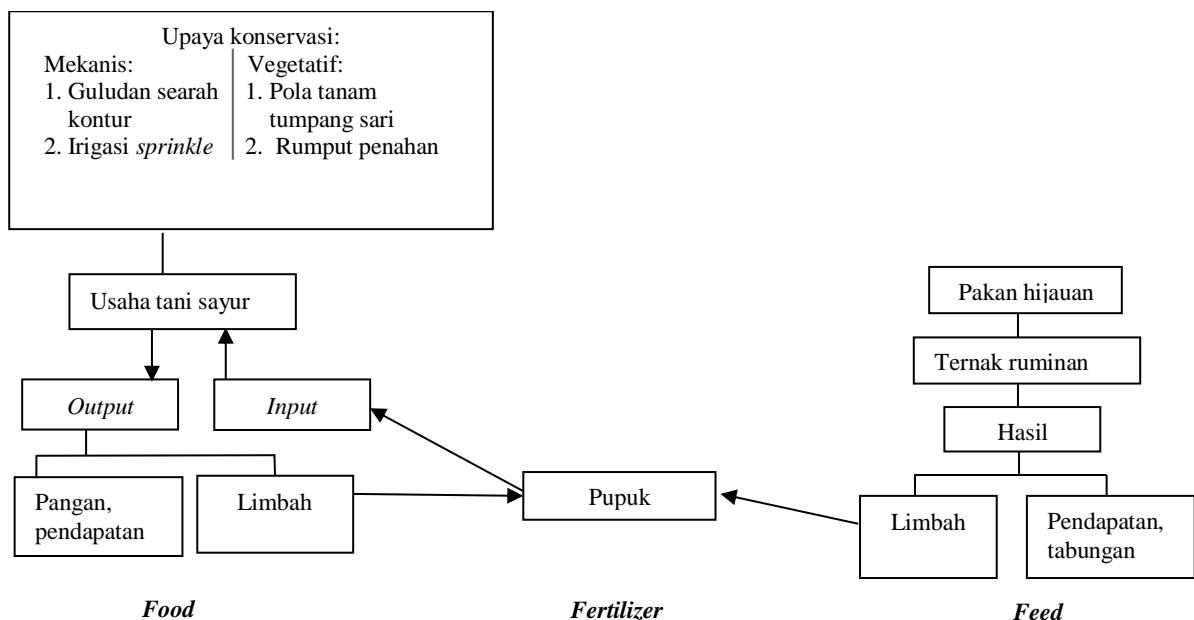 Upaya konservasi:
Mekanis:
1. Guludan searah
kontur
2. Irigasi sprinkle
Vegetatif:
1. Pola tanam
tumpang sari
2. Rumput penahan
Usaha tani sayur
Output
Input
Pangan,
pendapatan
Limbah
Pupuk
Pakan hijauan
Ternak ruminan
Hasil
Limbah
Pendapatan,
tabungan
Food
Fertilizer
Feed